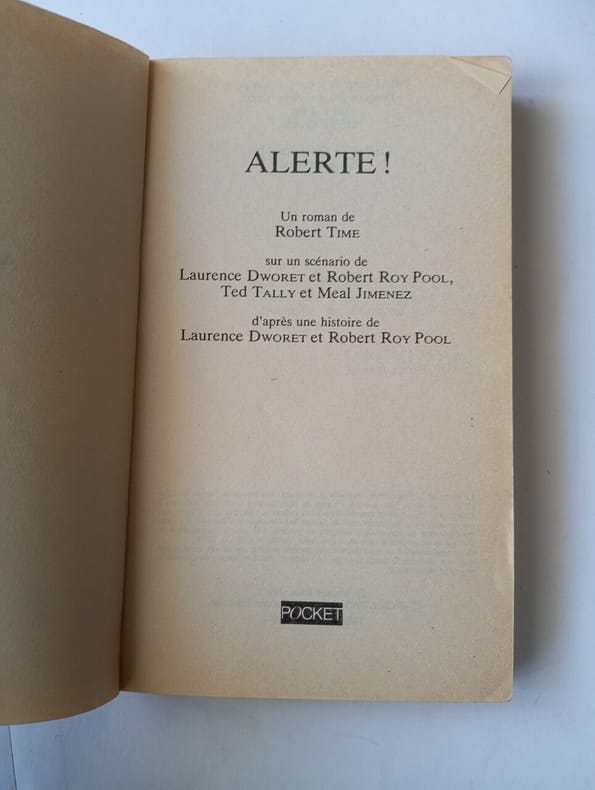 ALERTE !
Un roman de
Robert TIME
sur un scénario de
Laurence DWORET et Robert ROY POOL,
Ted TALLY et Meal JIMENEZ
d'après une histoire de
Laurence DWORET et Robert ROY POOL
POCKET